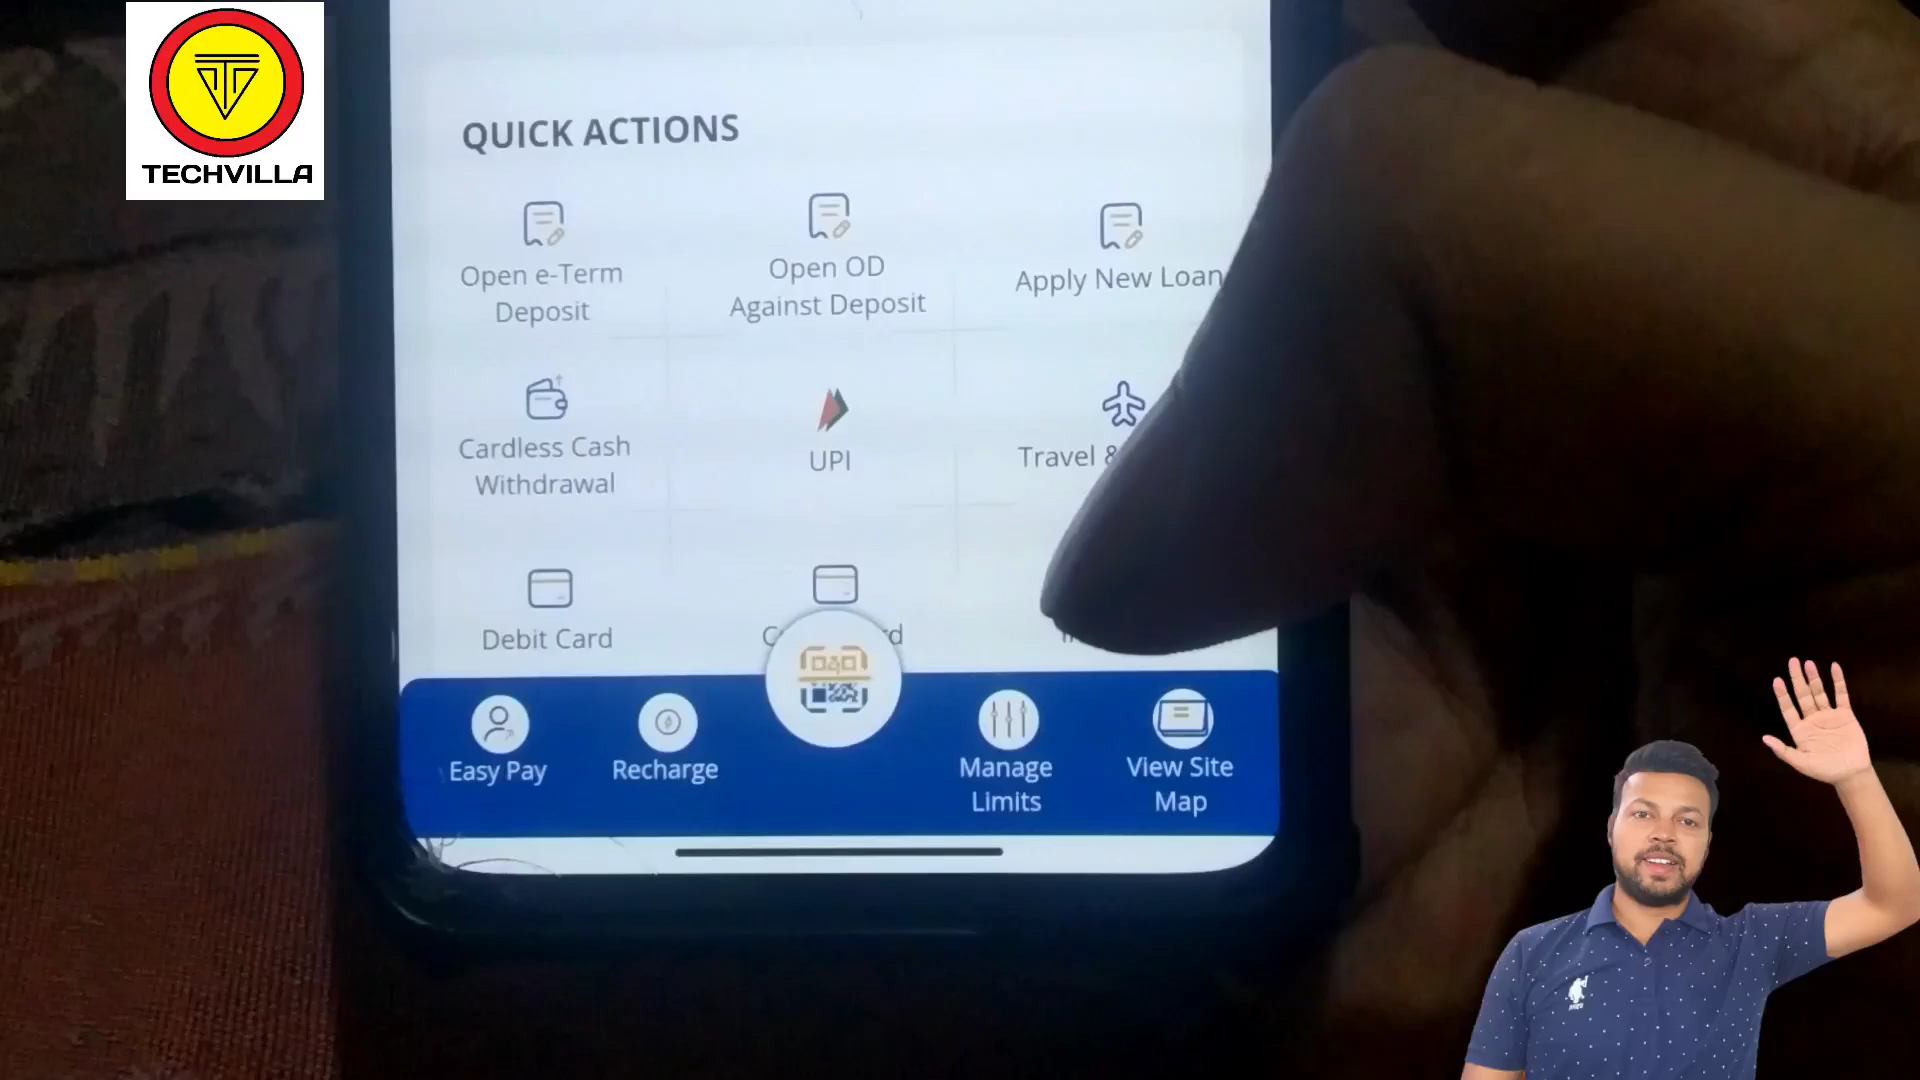 TECHVILLA
QUICK ACTIONS
Open e-Term
Deposit
Open OD
Against Deposit
Apply New Loan
Cardless Cash
Withdrawal
UPI
Travel &
Debit Card
Easy Pay
Recharge
Manage
Limits
View Site
Map